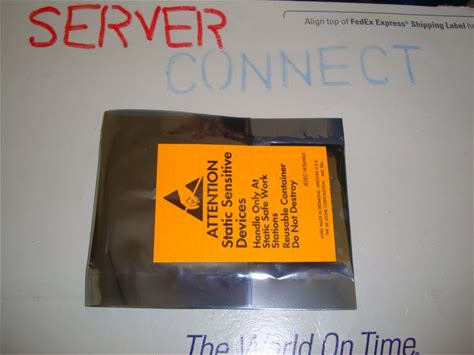 SERVER
CONNECT
Align top of FedEx Express® Shipping Label he
ATTENTION
Static Sensitive
Devices
Handle Only At
Static Safe Work
Stations
Reusable Container
Do Not Destroy
The World On Time.